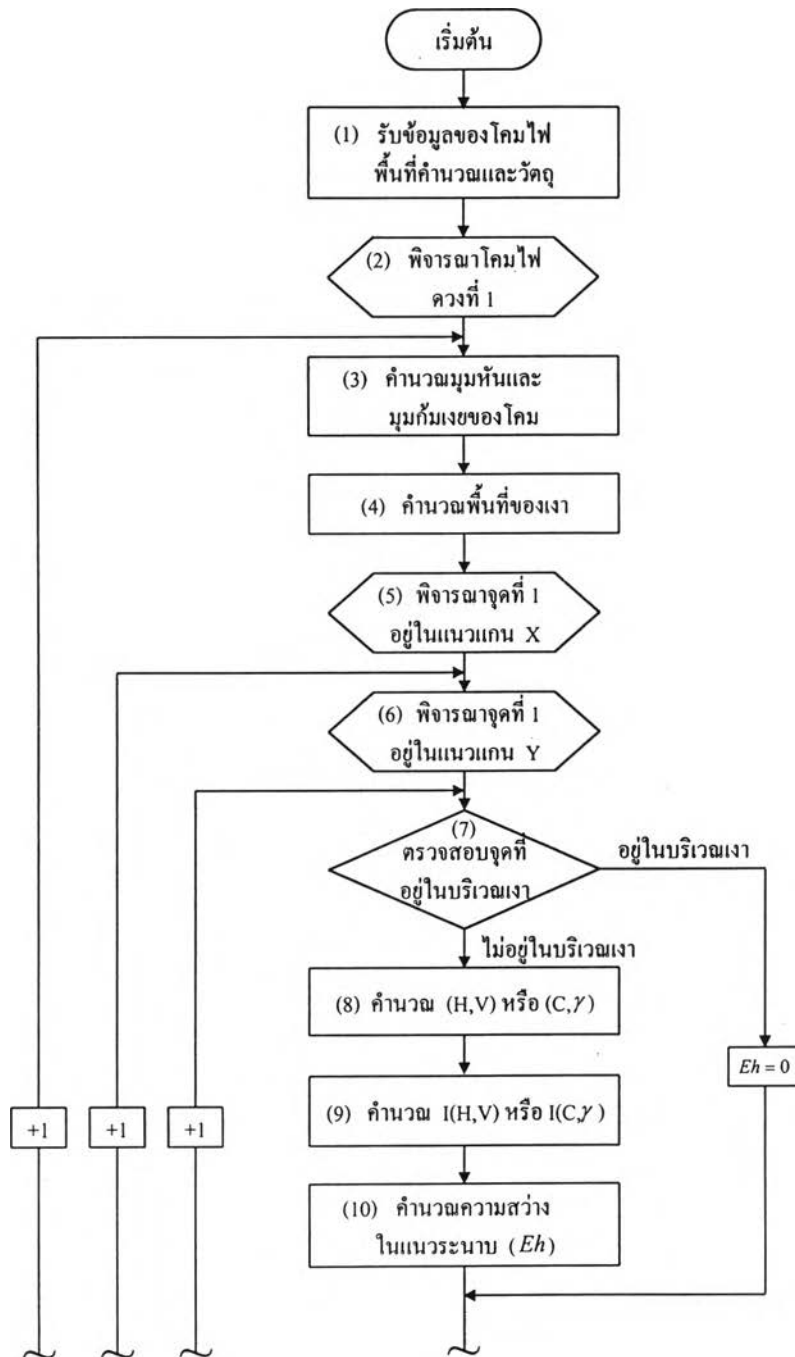 เริ่มต้น
(1) รับข้อมูลของโคมไฟ
พื้นที่คำนวณและวัตถุ
(2) พิจารณาโคมไฟ
ดวงที่ 1
(3) คำนวณมุมหันและ
มุมก้มเงยของโคม
(4) คำนวณพื้นที่ของเงา
(5) พิจารณาจุดที่ 1
อยู่ในแนวแกน X
(6) พิจารณาจุดที่ 1
อยู่ในแนวแกน Y
(7)
ตรวจสอบจุดที่
อยู่ในบริเวณเงา
อยู่ในบริเวณเงา
ไม่อยู่ในบริเวณเงา
(8) คำนวณ (H,V) หรือ (C,γ)
Eh = 0
(9) คำนวณ I(H,V) หรือ I(C,γ)
+1
+1
+1
(10) คำนวณความสว่าง
ในแนวระนาบ (Eh)